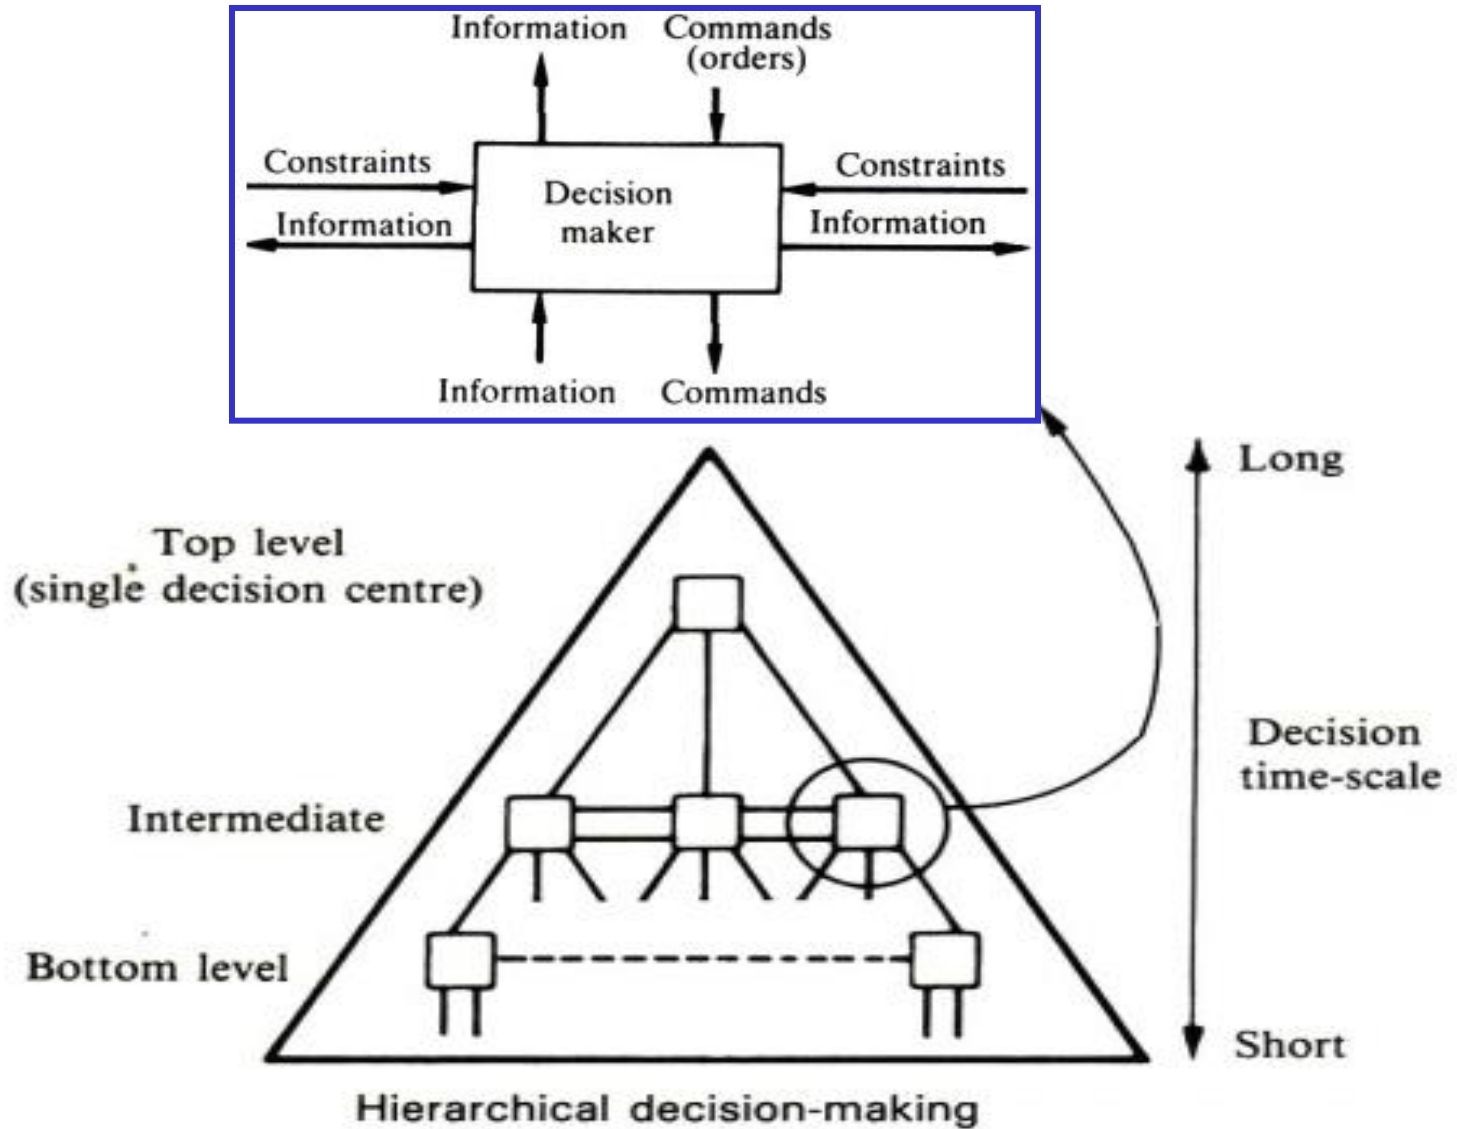 Information
Commands
(orders)
Constraints
Constraints
Decision
maker
Information
Information
Information
Commands
Long
Top level
(single decision centre)
Decision
time-scale
Intermediate
Bottom level
Short
Hierarchical decision-making